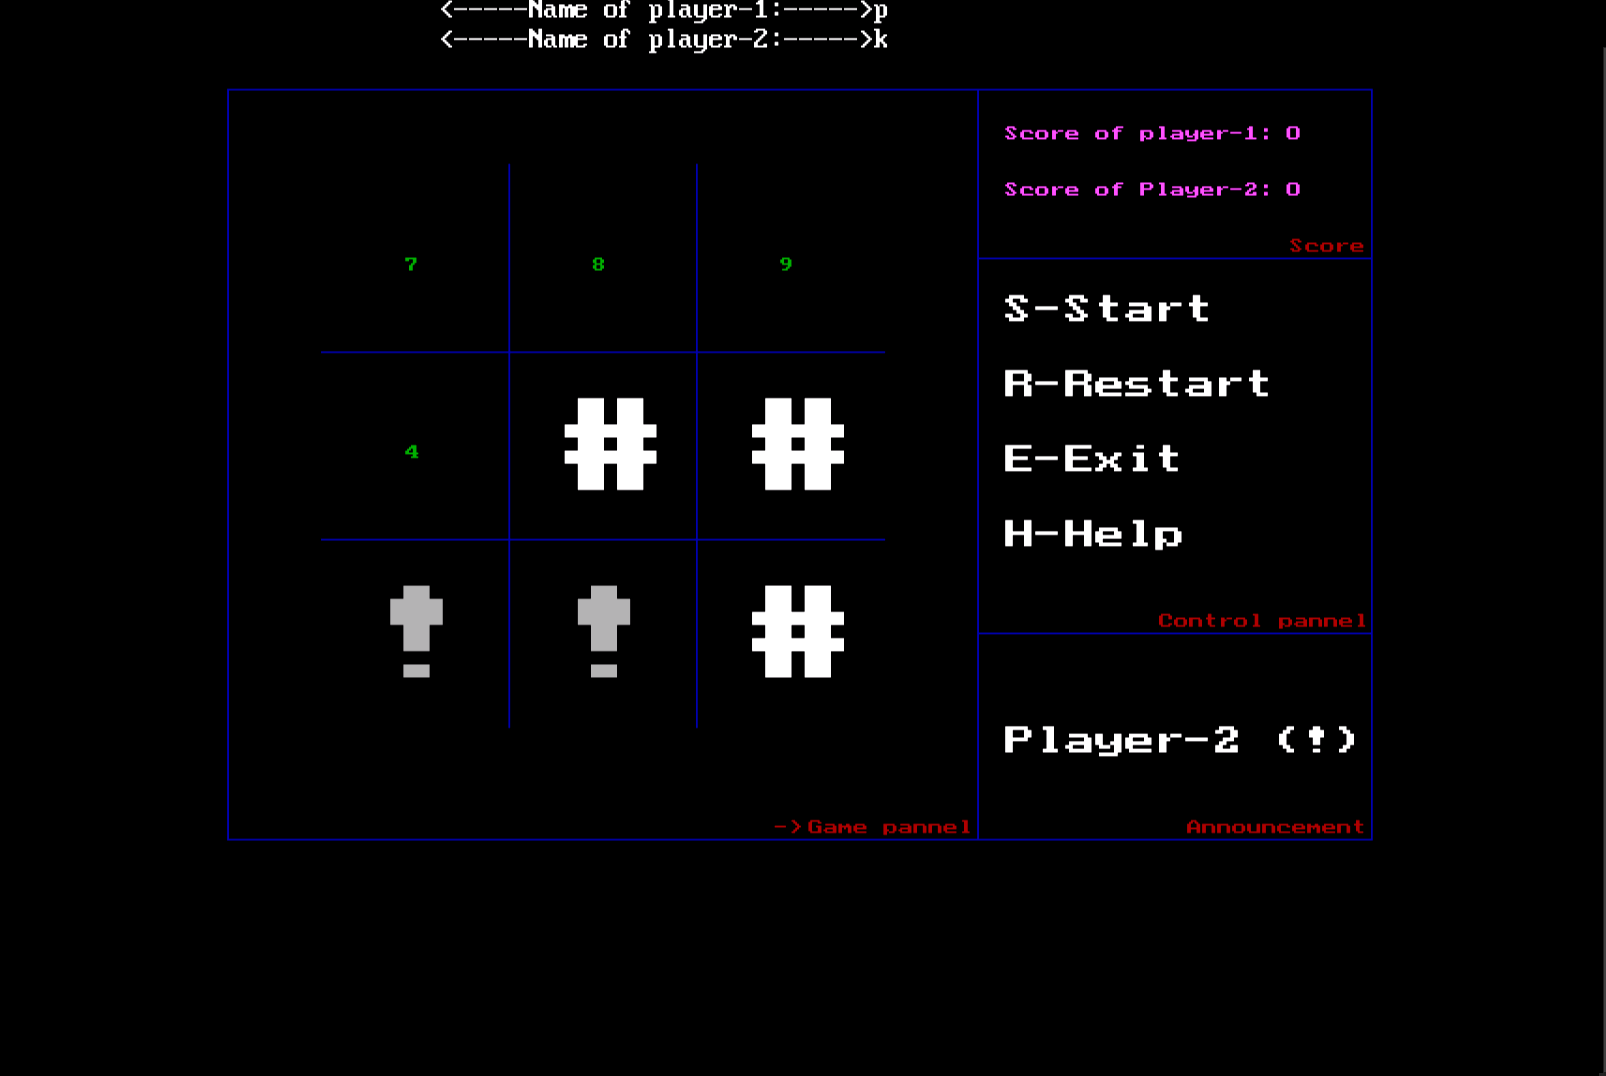 <-----Name of player-1:----->p
<-----Name of player-2:----->k
7 8 9
4 # #
! ! #
->Game pannel
Score of player-1: 0
Score of Player-2: 0
Score
S-Start
R-Restart
E-Exit
H-Help
Control pannel
Player-2 (!)
Announcement